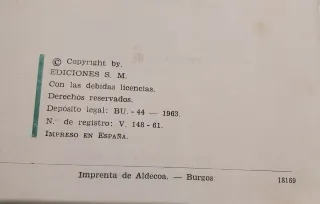 © Copyright by.
EDICIONES S. M.
Con las debidas licencias.
Derechos reservados.
Depósito legal: BU. - 44 — 1963.
N.° de registro: V. 148 - 61.
IMPRESO EN ESPAÑA.
Imprenta de Aldecoa. — Burgos
18169